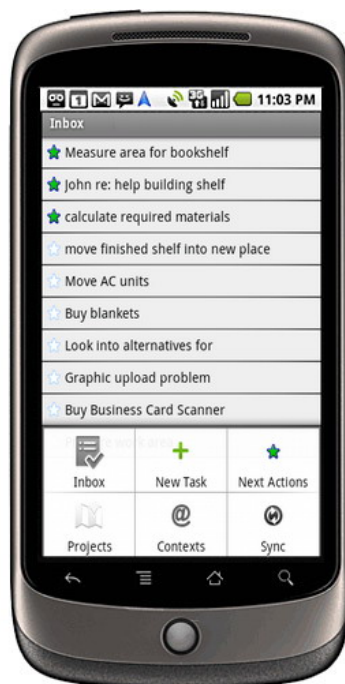 3G
1
11:03 PM
Inbox
Measure area for bookshelf
John re: help building shelf
calculate required materials
move finished shelf into new place
Move AC units
Buy blankets
Look into alternatives for
Graphic upload problem
Buy Business Card Scanner
Inbox
New Task
Next Actions
@
Projects
Contexts
Sync